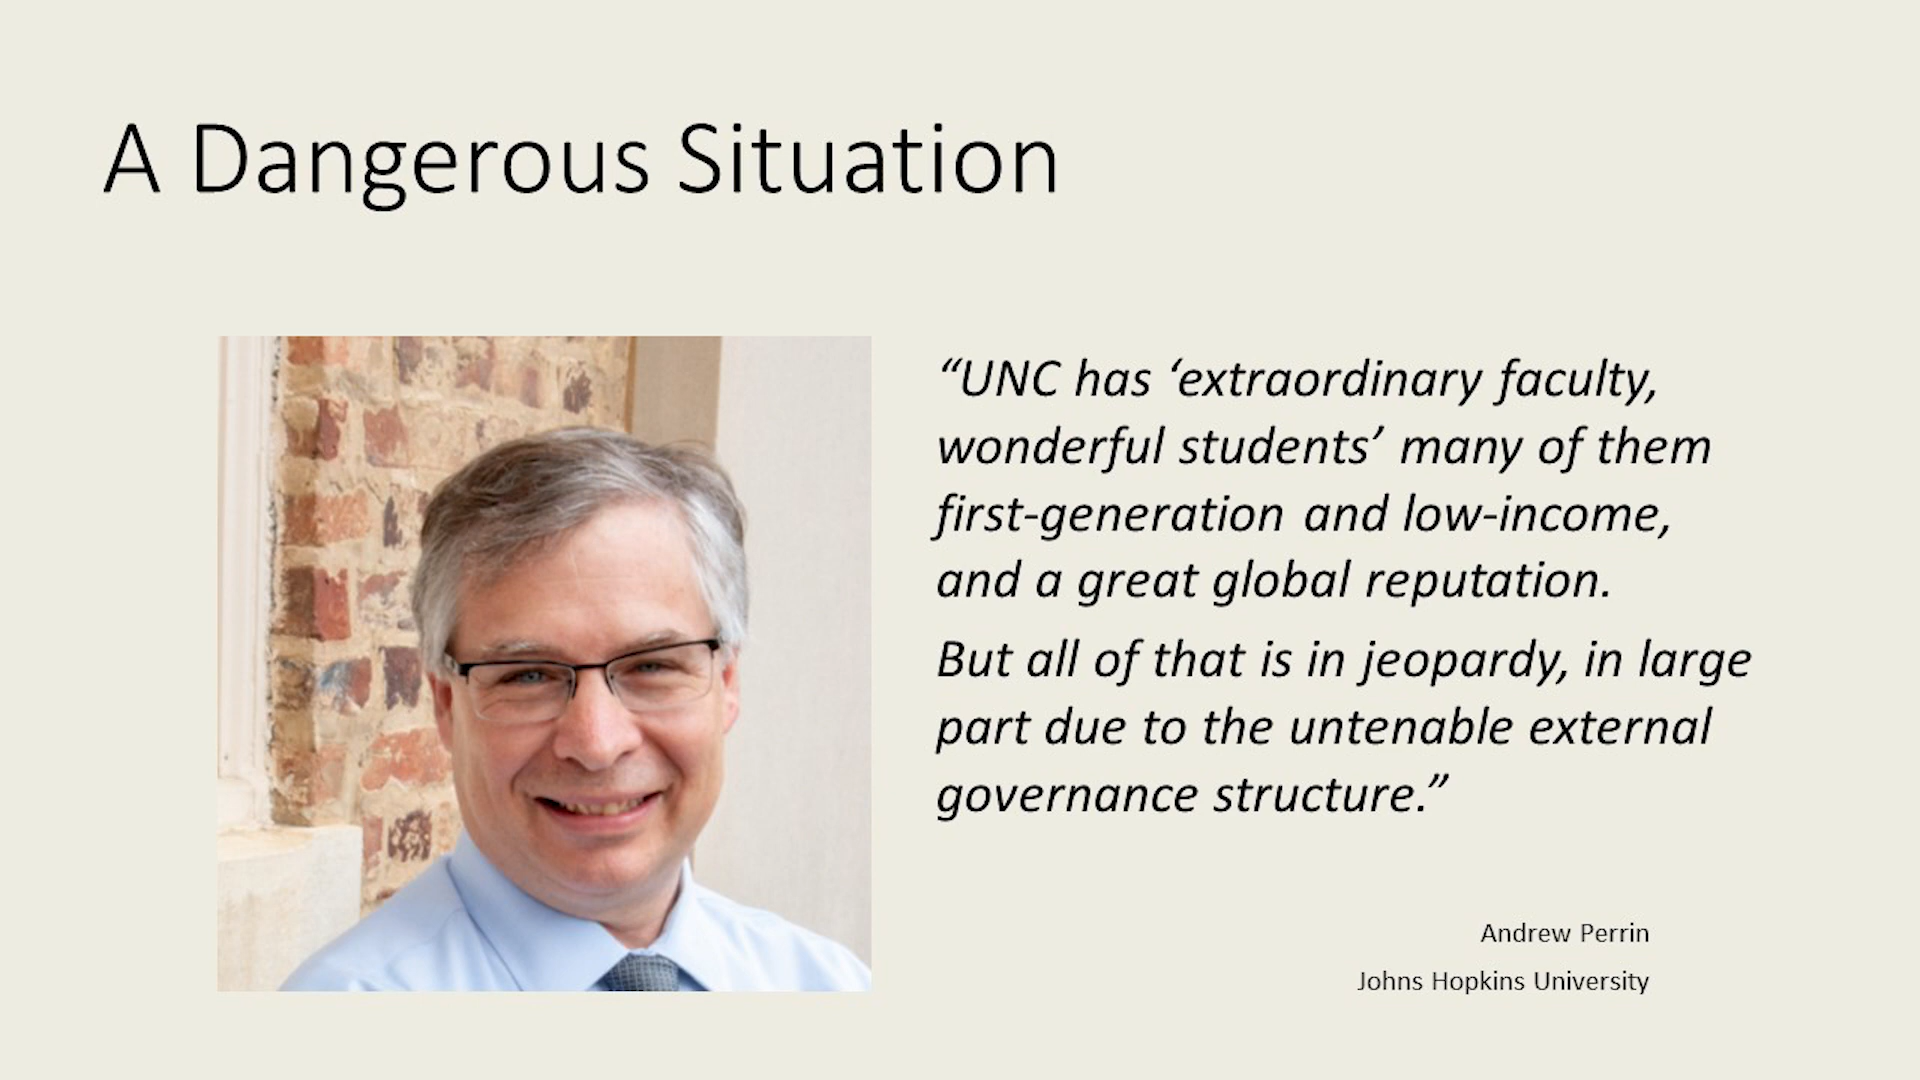 A Dangerous Situation
“UNC has ‘extraordinary faculty,
wonderful students’ many of them
first-generation and low-income,
and a great global reputation.
But all of that is in jeopardy, in large
part due to the untenable external
governance structure.”
Andrew Perrin
Johns Hopkins University